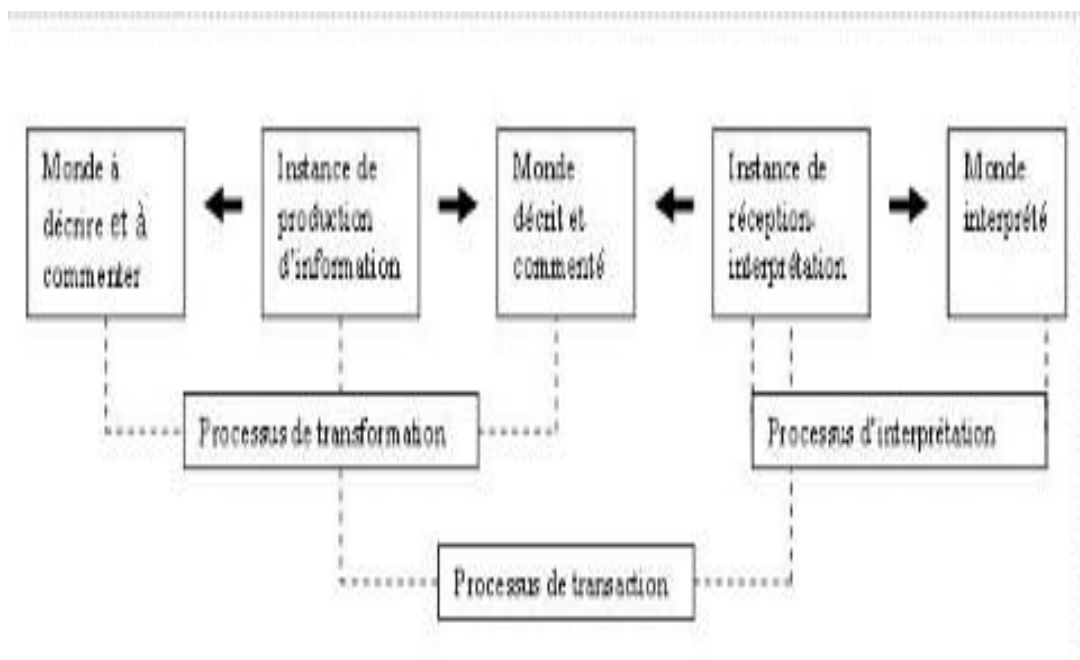 Monde à
décrire et à
commenter
Instance de
production
d'information
Monde
décrit et
commenté
Instance de
réception-
interprétation
Monde
interprété
Processus de transformation
Processus d'interprétation
Processus de transaction